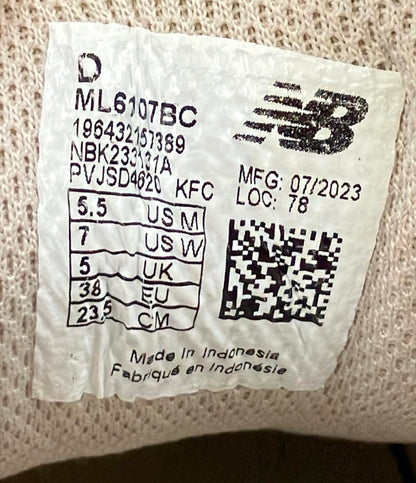 D
ML6107BC
PVJSD4620 KFC
MFG: 07/2023
LOC: 78
5.5 US M
7 US W
5 UK
38 EU
23.5 CM
Made in Indonesia
Fabriqué en Indonésie
NB